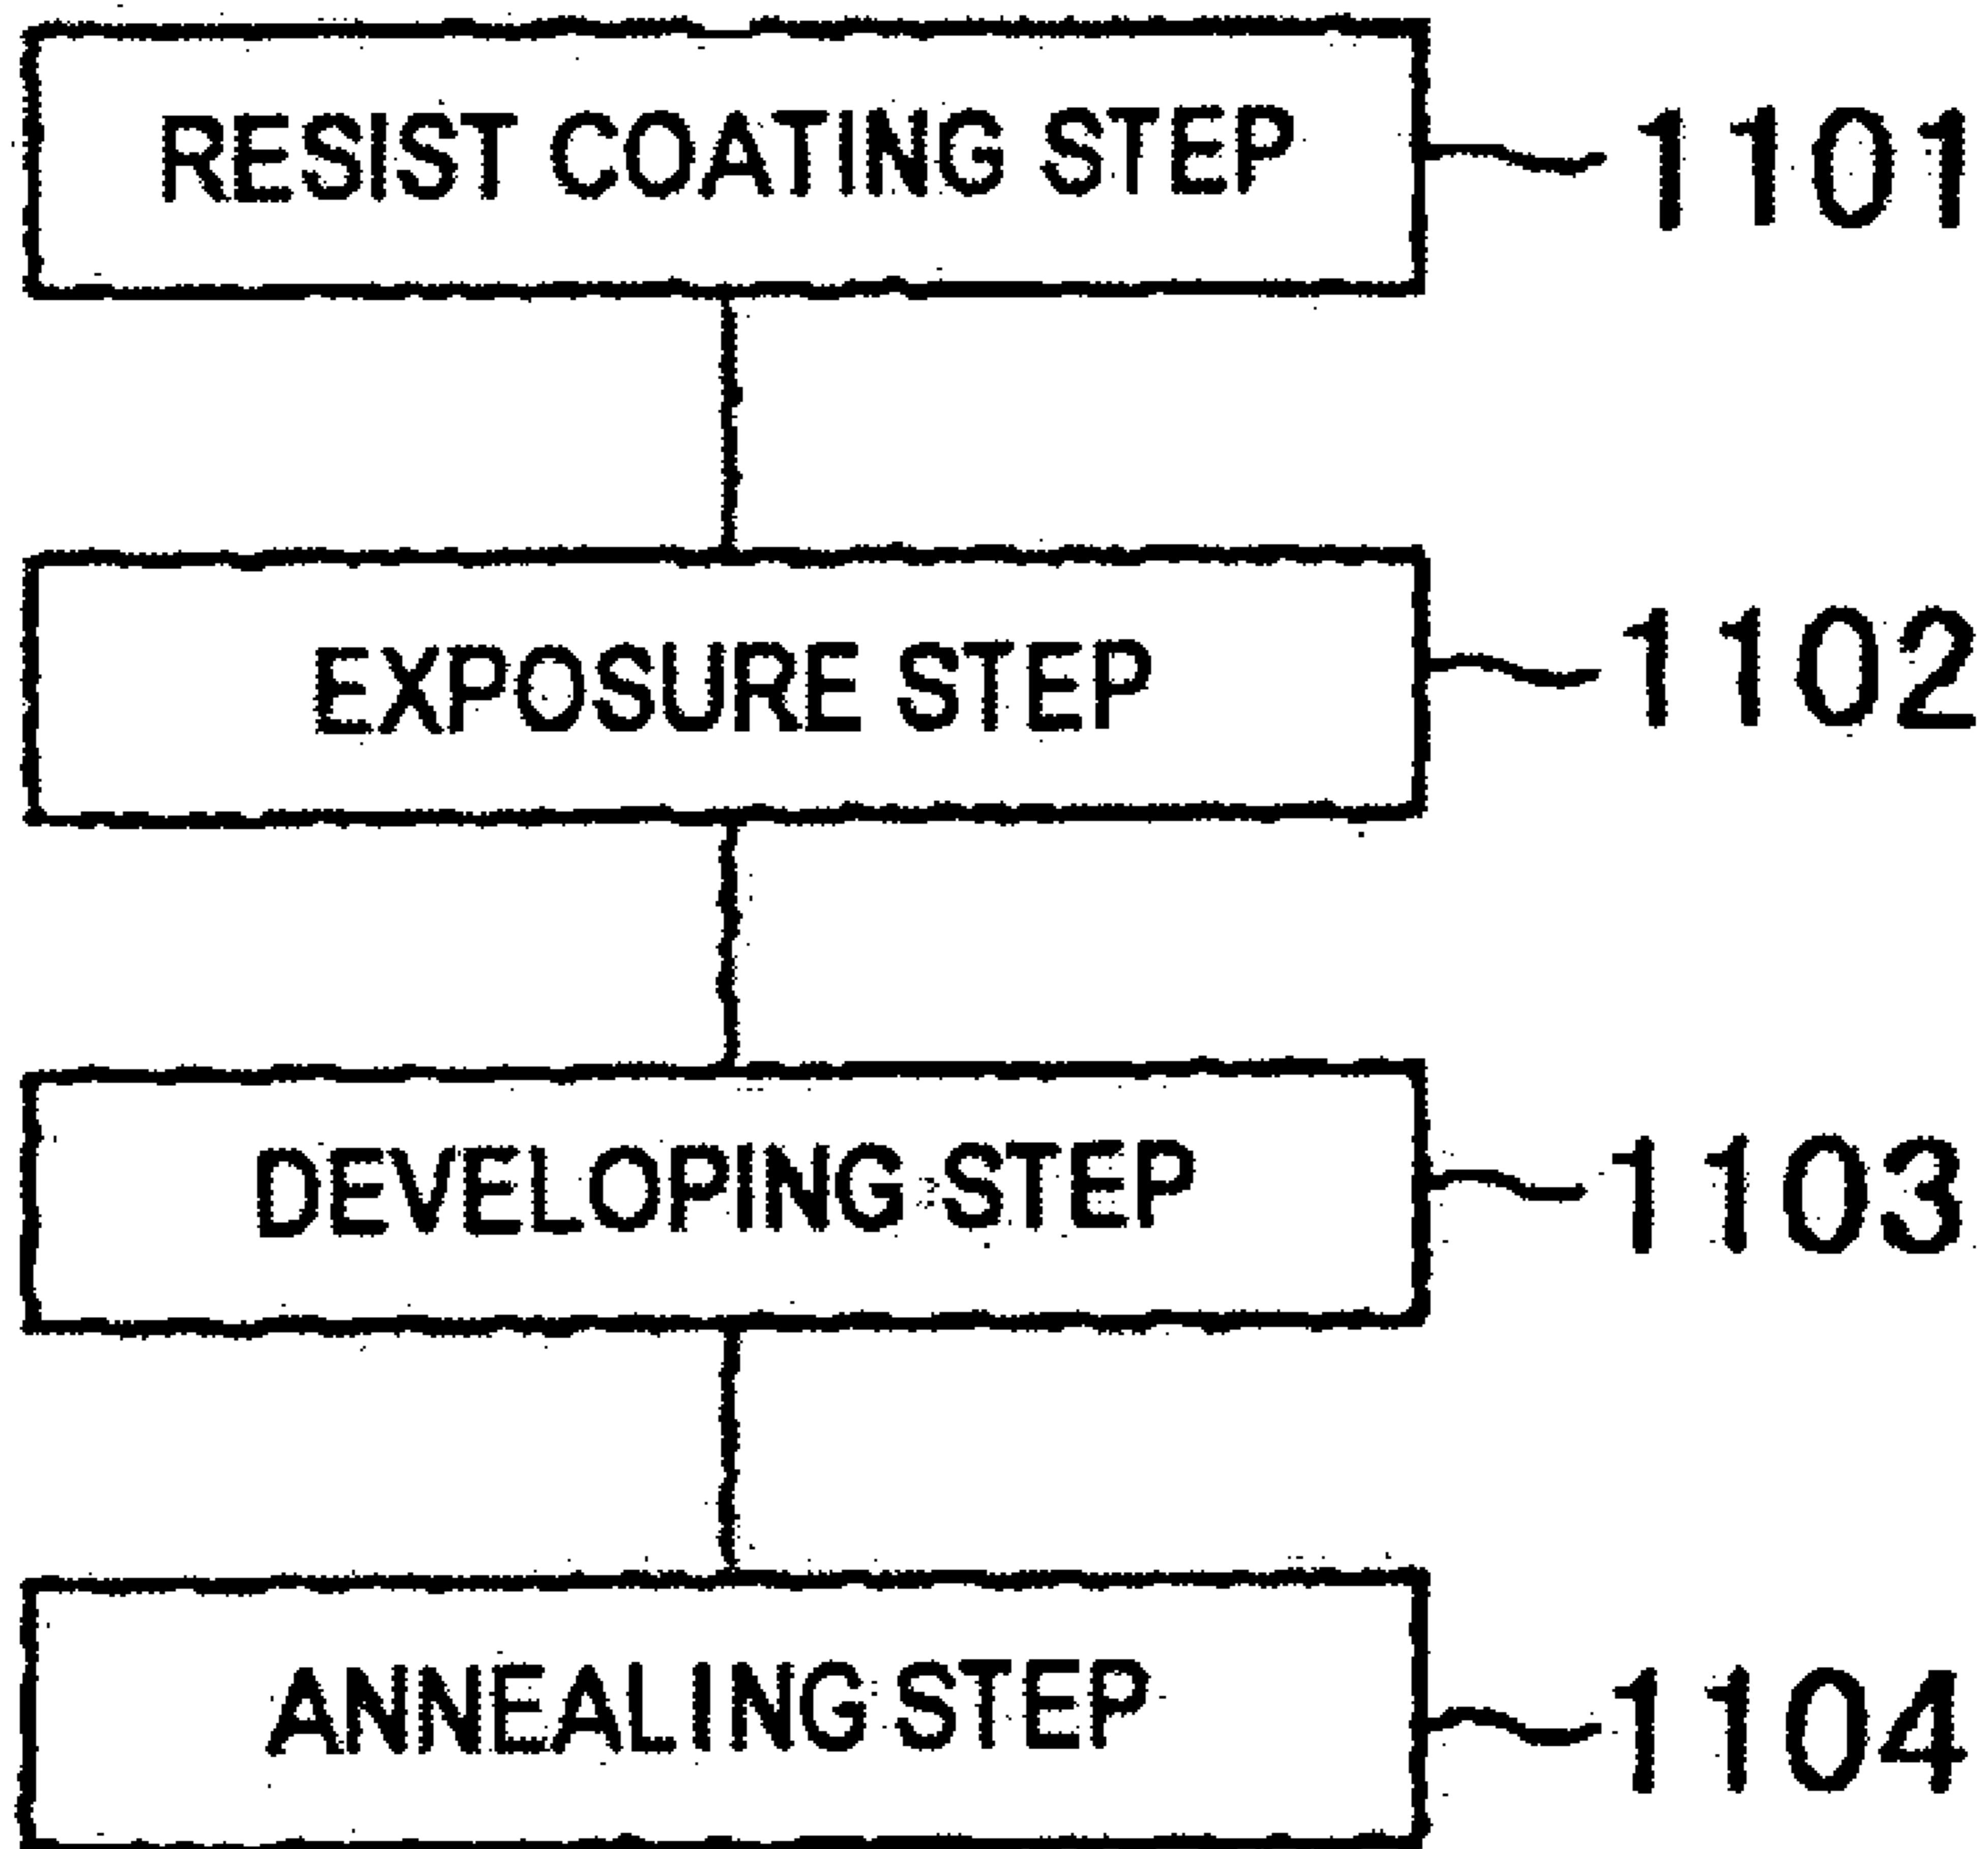 RESIST COATING STEP 1101
EXPOSURE STEP 1102
DEVELOPING STEP 1103
ANNEALING STEP 1104